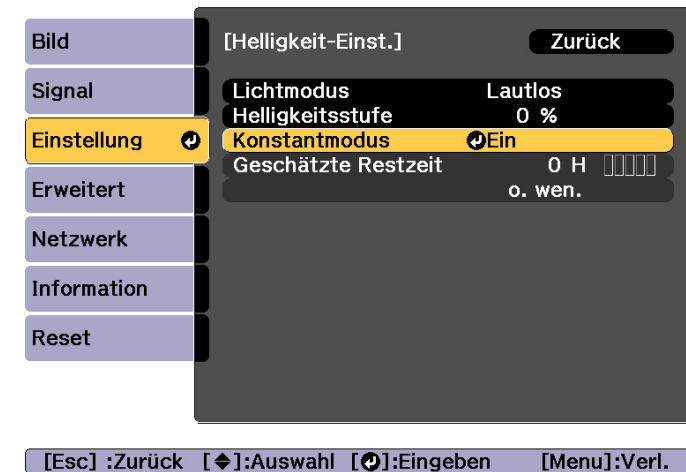 Bild
Signal
Einstellung
Erweitert
Netzwerk
Information
Reset
[Helligkeit-Einst.] Zurück
Lichtmodus Lautlos
Helligkeitsstufe 0 %
Konstantmodus Ein
Geschätzte Restzeit 0 H
o. wen.
[Esc] :Zurück [◆]:Auswahl [↵]:Eingeben [Menu]:Verl.